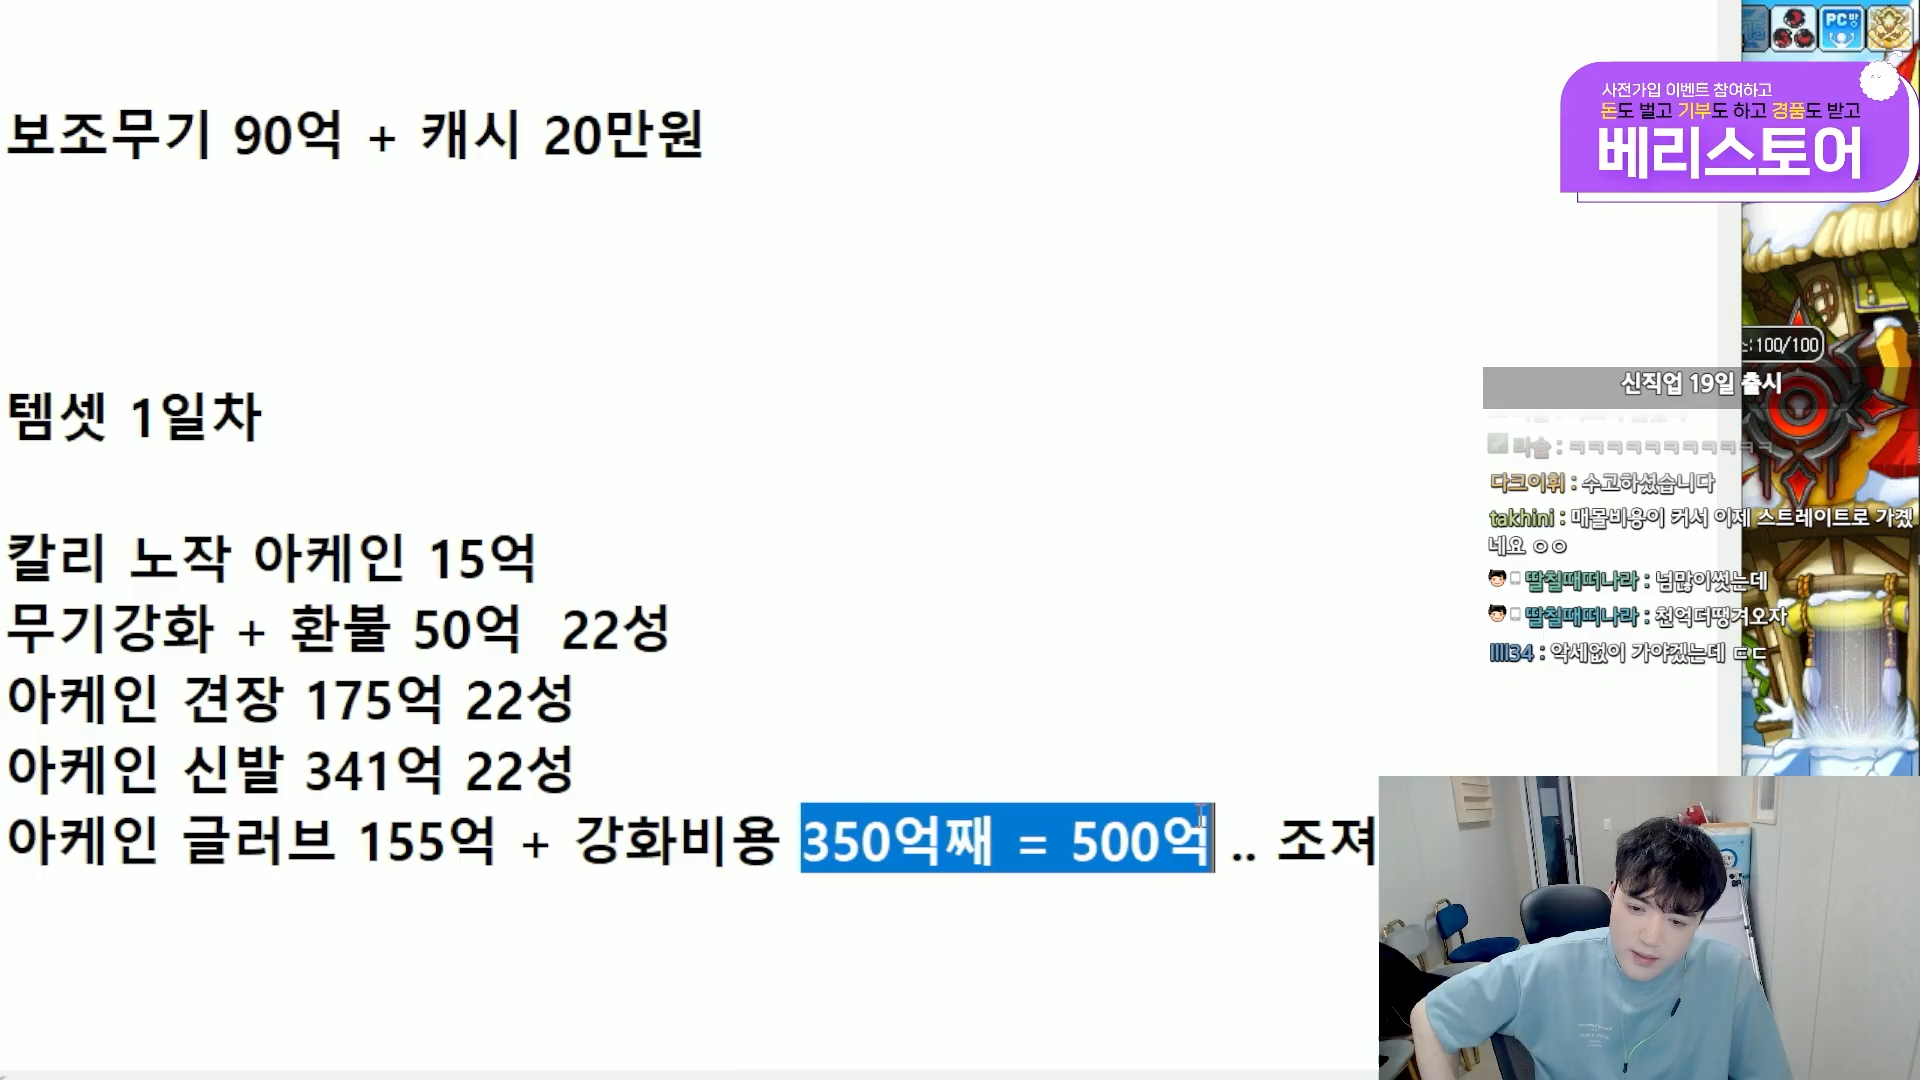 보조무기 90억 + 캐시 20만원
템셋 1일차
칼리 노작 아케인 15억
무기강화 + 환불 50억  22성
아케인 견장 175억 22성
아케인 신발 341억 22성
아케인 글러브 155억 + 강화비용 350억째 = 500억 .. 조져
PC방
사전가입 이벤트 참여하고
돈도 벌고 기부도 하고 경품도 받고
베리스토어
:100/100
신직업 19일 출시
라슬 : ㅋㅋㅋㅋㅋㅋㅋㅋㅋㅋㅋ
다크이휘 : 수고하셨습니다
takhini : 매몰비용이 커서 이제 스트레이트로 가겠
네요 ㅇㅇ
딸칠때떠나라 : 넘많이썻는데
딸칠때떠나라 : 천억더땡겨오자
llll34 : 악세없이 가야겠는데 ㄷㄷ